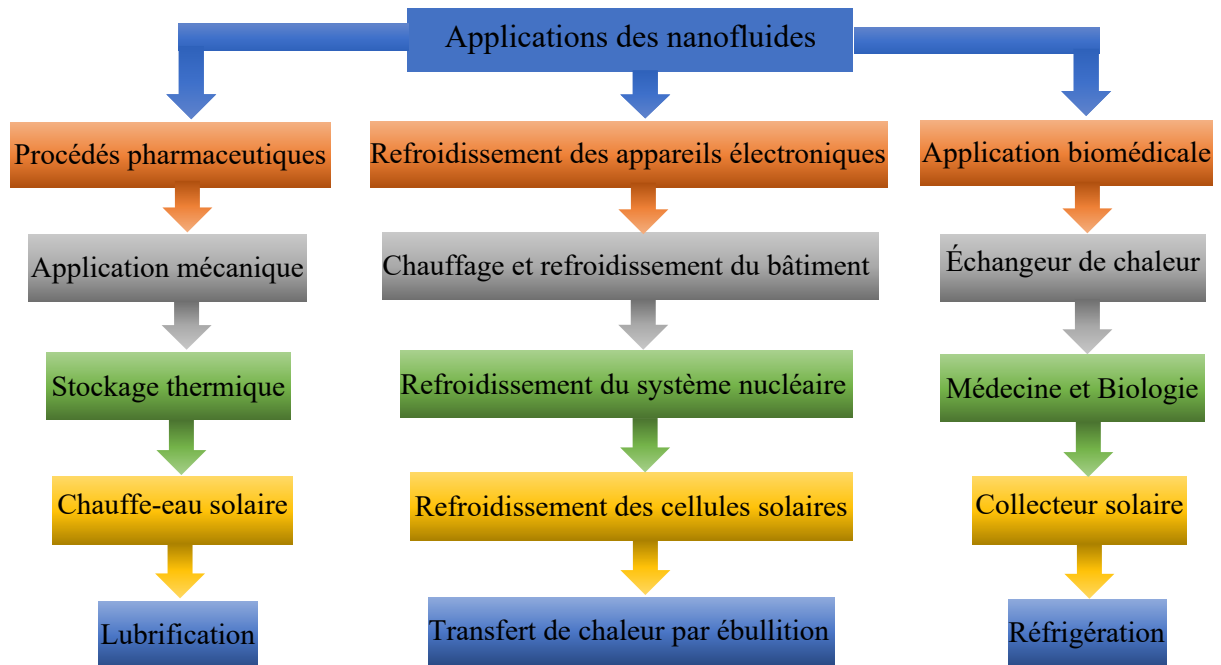 Applications des nanofluides
Procédés pharmaceutiques
Refroidissement des appareils électroniques
Application biomédicale
Application mécanique
Chauffage et refroidissement du bâtiment
Échangeur de chaleur
Stockage thermique
Refroidissement du système nucléaire
Médecine et Biologie
Chauffe-eau solaire
Refroidissement des cellules solaires
Collecteur solaire
Lubrification
Transfert de chaleur par ébullition
Réfrigération